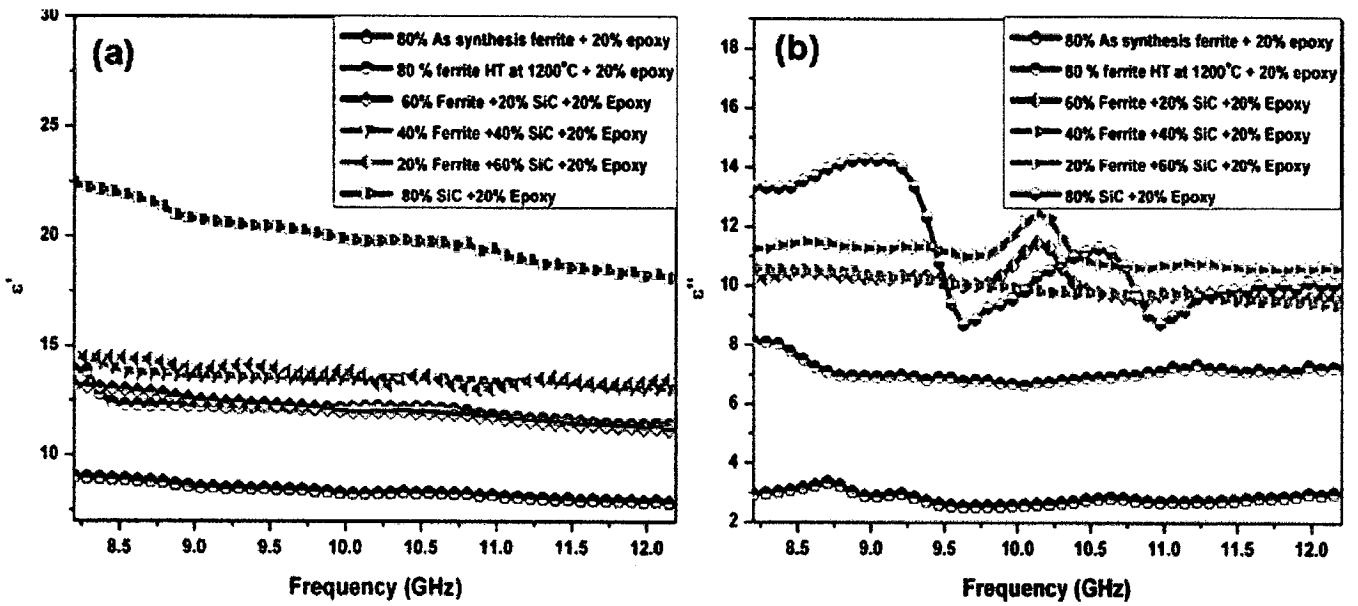 (a)
80% As synthesis ferrite + 20% epoxy
80 % ferrite HT at 1200°C + 20% epoxy
60% Ferrite +20% SiC +20% Epoxy
40% Ferrite +40% SiC +20% Epoxy
20% Ferrite +60% SiC +20% Epoxy
80% SiC +20% Epoxy
30
25
20
15
10
ε'
8.5 9.0 9.5 10.0 10.5 11.0 11.5 12.0
Frequency (GHz)
(b)
80% As synthesis ferrite + 20% epoxy
80 % ferrite HT at 1200°C + 20% epoxy
60% Ferrite +20% SiC +20% Epoxy
40% Ferrite +40% SiC +20% Epoxy
20% Ferrite +60% SiC +20% Epoxy
80% SiC +20% Epoxy
18
16
14
12
10
8
6
4
2
ε''
8.5 9.0 9.5 10.0 10.5 11.0 11.5 12.0
Frequency (GHz)